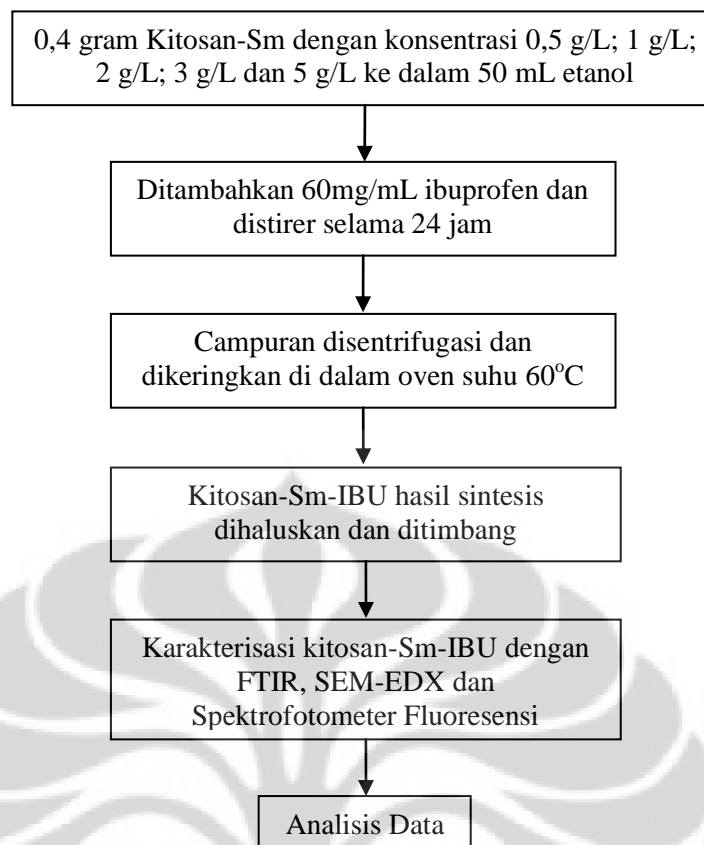 0,4 gram Kitosan-Sm dengan konsentrasi 0,5 g/L; 1 g/L;
2 g/L; 3 g/L dan 5 g/L ke dalam 50 mL etanol
Ditambahkan 60mg/mL ibuprofen dan
distirer selama 24 jam
Campuran disentrifugasi dan
dikeringkan di dalam oven suhu 60°C
Kitosan-Sm-IBU hasil sintesis
dihaluskan dan ditimbang
Karakterisasi kitosan-Sm-IBU dengan
FTIR, SEM-EDX dan
Spektrofotometer Fluoresensi
Analisis Data